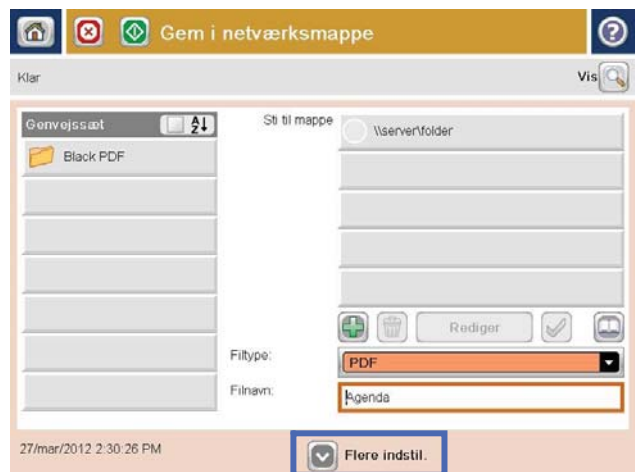 Gem i netværksmappe
Klar
Vis
Genvejssæt
Sti til mappe
\\server\folder
Black PDF
Rediger
Filtype:
PDF
Filnavn:
Agenda
27/mar/2012 2:30:26 PM
Flere indstil.